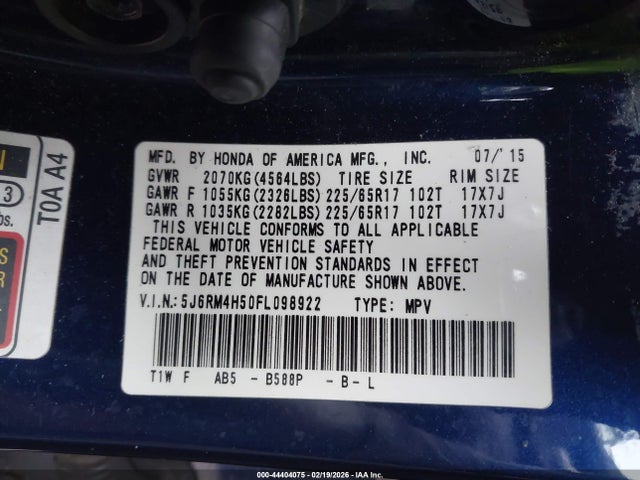 MFD. BY HONDA OF AMERICA MFG., INC. 07/'15
GVWR 2070KG(4564LBS) TIRE SIZE RIM SIZE
GAWR F 1055KG(2326LBS) 225/65R17 102T 17X7J
GAWR R 1035KG(2282LBS) 225/65R17 102T 17X7J
THIS VEHICLE CONFORMS TO ALL APPLICABLE
FEDERAL MOTOR VEHICLE SAFETY
AND THEFT PREVENTION STANDARDS IN EFFECT
ON THE DATE OF MANUFACTURE SHOWN ABOVE.
V.I.N.:5J6RM4H50FL098922 TYPE: MPV
T1W F AB5 - B588P - B - L
T0A A4
N
3
bs.
S
R
000-44404075 - 02/19/2026 - IAA Inc.